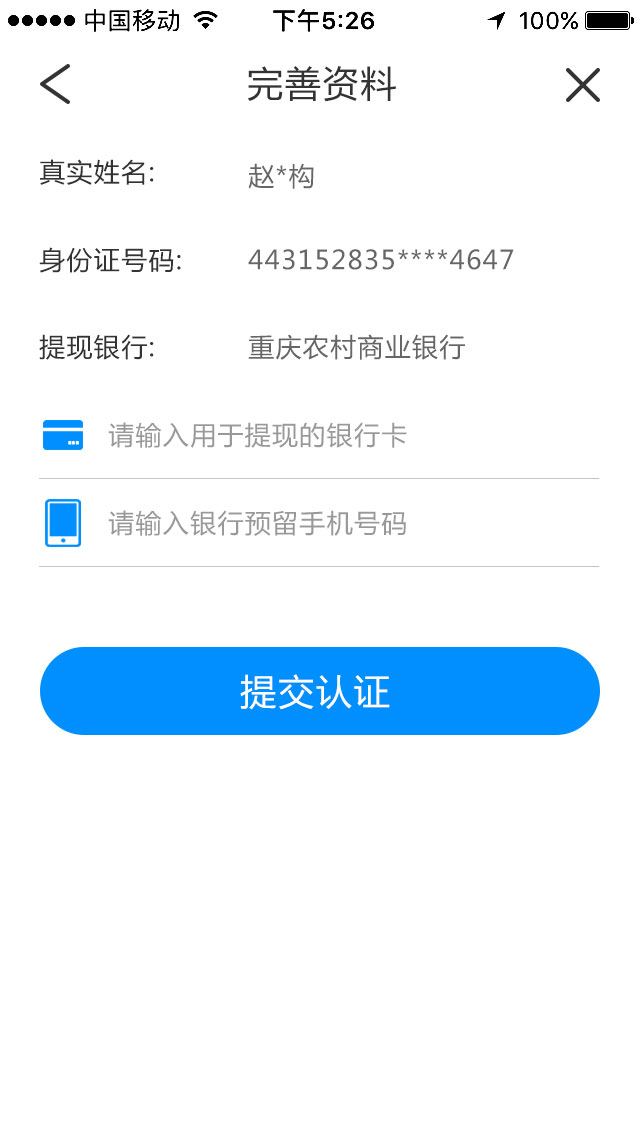 中国移动 下午5:26 100%
完善资料
真实姓名: 赵*构
身份证号码: 443152835****4647
提现银行: 重庆农村商业银行
请输入用于提现的银行卡
请输入银行预留手机号码
提交认证